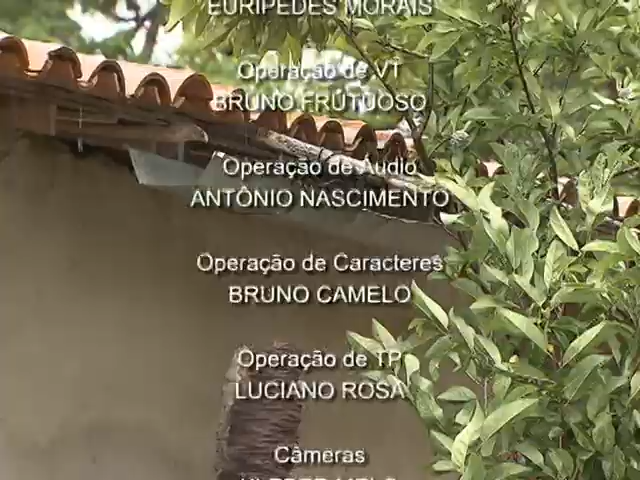 EURÍPEDES MORAIS
Operação de VT
BRUNO FRUTUOSO
Operação de Áudio
ANTÔNIO NASCIMENTO
Operação de Caracteres
BRUNO CAMELO
Operação de TP
LUCIANO ROSA
Câmeras